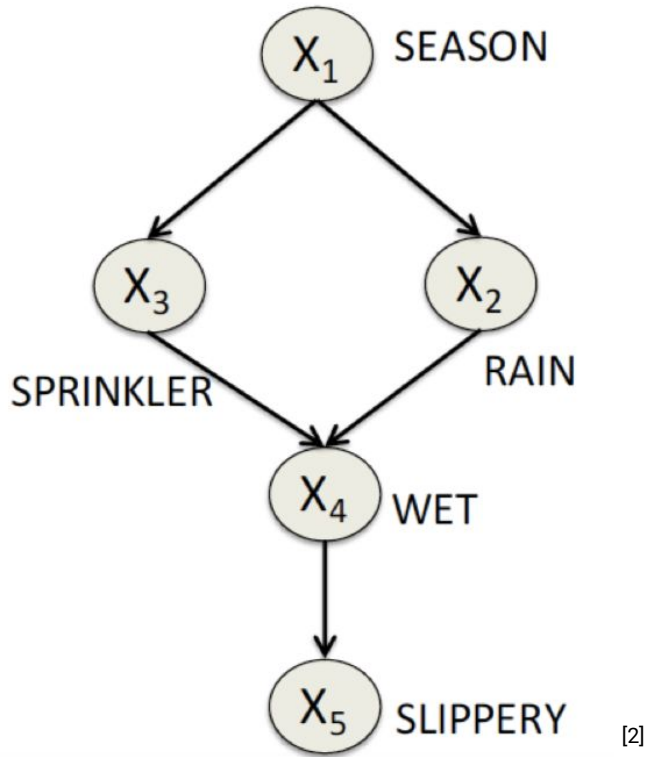 X₁ SEASON
X₃
X₂
SPRINKLER
RAIN
X₄ WET
X₅ SLIPPERY
[2]